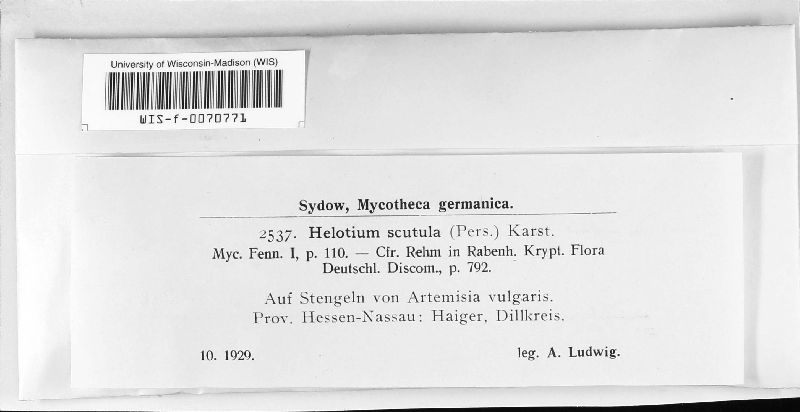 University of Wisconsin-Madison (WIS)
WIS-f-0070771
Sydow, Mycotheca germanica.
2537. Helotium scutula (Pers.) Karst.
Myc. Fenn. I, p. 110. — Cfr. Rehm in Rabenh. Krypt. Flora
Deutschl. Discom., p. 792.
Auf Stengeln von Artemisia vulgaris.
Prov. Hessen-Nassau: Haiger, Dillkreis.
10. 1929. leg. A. Ludwig.